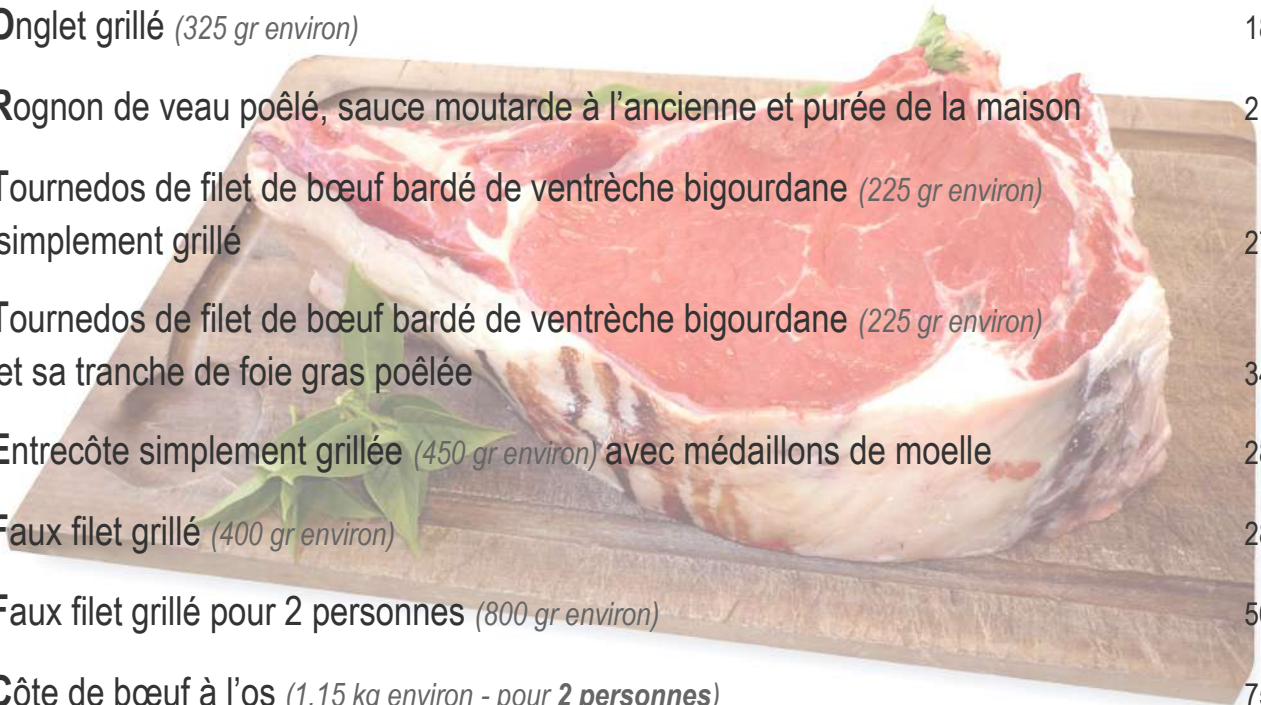 Onglet grillé (325 gr environ)
Rognon de veau poêlé, sauce moutarde à l’ancienne et purée de la maison
Tournedos de filet de bœuf bardé de ventrèche bigourdane (225 gr environ)
simplement grillé
Tournedos de filet de bœuf bardé de ventrèche bigourdane (225 gr environ)
et sa tranche de foie gras poêlée
Entrecôte simplement grillée (450 gr environ) avec médaillons de moelle
Faux filet grillé (400 gr environ)
Faux filet grillé pour 2 personnes (800 gr environ)
Côte de bœuf à l’os (1,15 kg environ - pour 2 personnes)